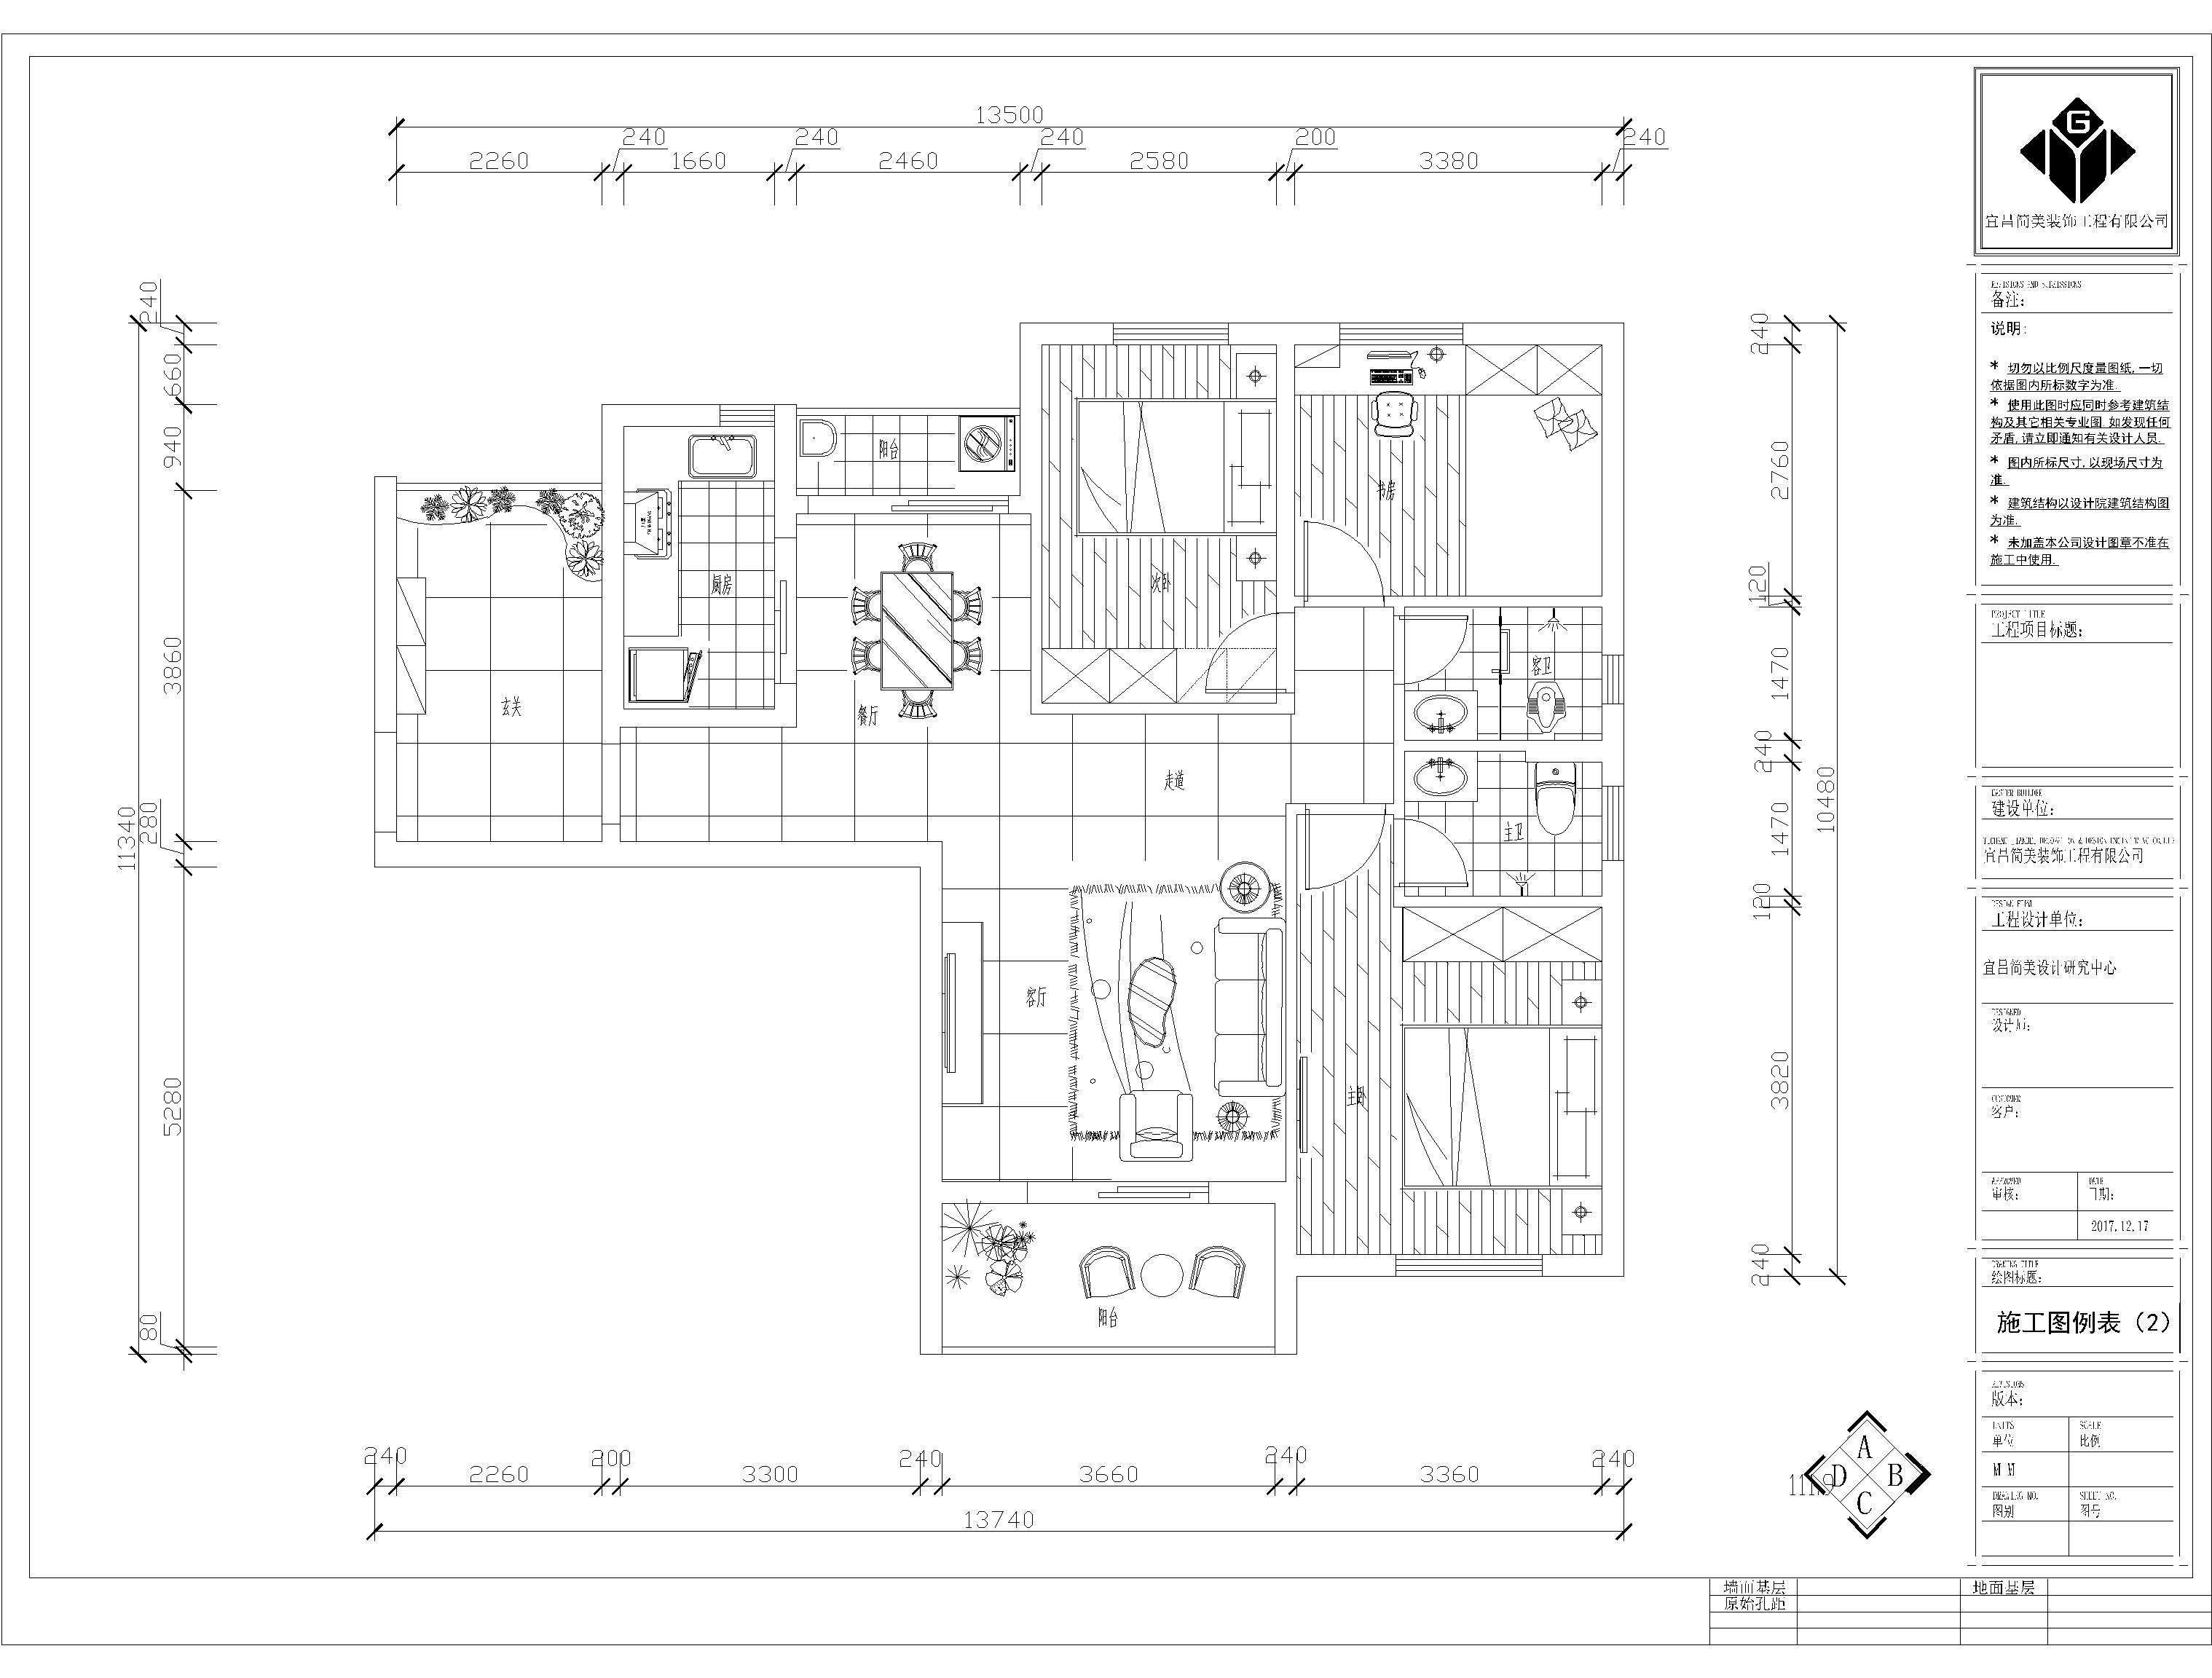 13500
240
240
240
200
240
2260
1660
2460
2580
3380
240
660
940
3860
280
5280
80
11340
240
2760
120
1470
240
1470
120
3820
240
10480
阳台
书房
次卧
厨房
客卫
玄关
餐厅
走道
主卫
客厅
主卧
阳台
240
200
240
240
240
2260
3300
3660
3360
13740
G
宜昌简美装饰工程有限公司
备注:
说明:
* 切勿以比例尺度量图纸,一切
依据图内所标数字为准.
* 使用此图时应同时参考建筑结
构及其它相关专业图.如发现任何
矛盾,请立即通知有关设计人员.
* 图内所标尺寸,以现场尺寸为
准.
* 建筑结构以设计院建筑结构图
为准.
* 未加盖本公司设计图章不准在
施工中使用.
PROJECT TITLE
工程项目标题:
建设单位:
宜昌简美装饰工程有限公司
工程设计单位:
宜昌简美设计研究中心
DESIGNED
设计师:
CUSTOMER
客户:
APPROVED
审核:
DATE
日期:
2017.12.17
DRAWING TITLE
绘图标题:
施工图例表 (2)
版本:
UNITS
单位
SCALE
比例
M M
DRAWING NO.
图别
SHEET NO.
图号
A
D
B
C
墙面基层
地面基层
原始孔距